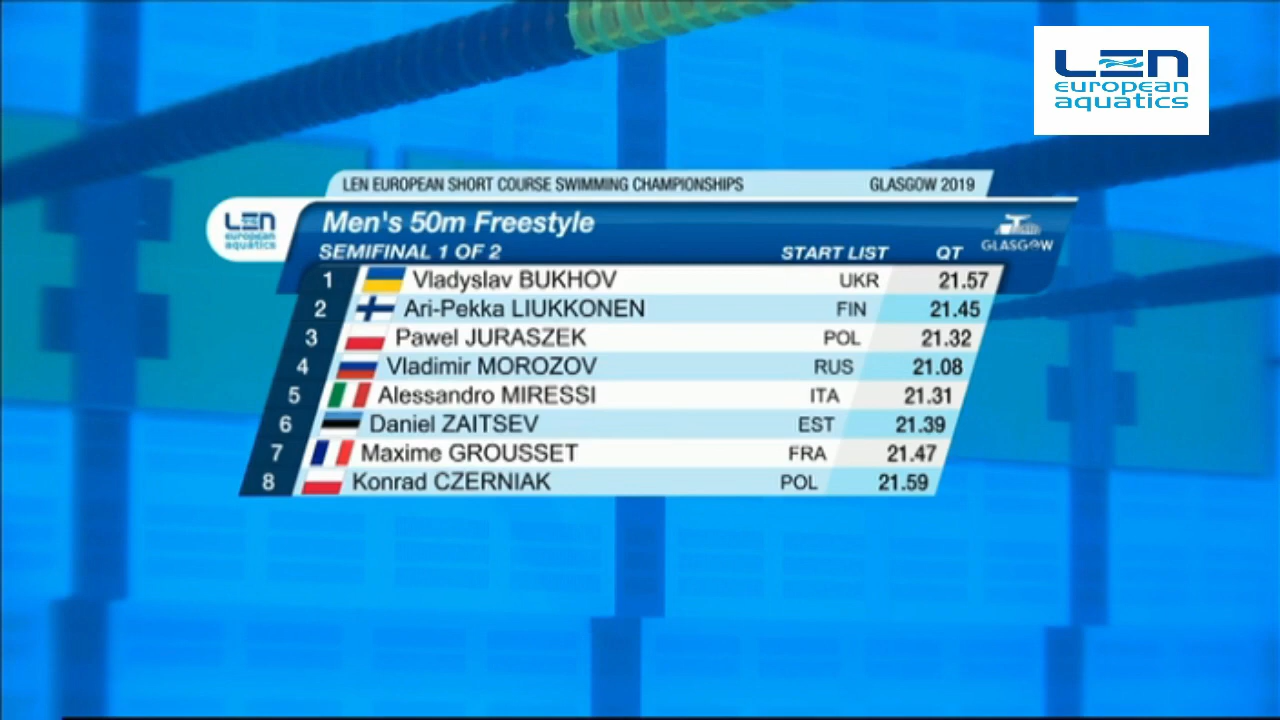 LEN
european
aquatics
LEN EUROPEAN SHORT COURSE SWIMMING CHAMPIONSHIPS GLASGOW 2019
LEN
european
aquatics
Men's 50m Freestyle
GLASGOW
SEMIFINAL 1 OF 2 START LIST QT
1 Vladyslav BUKHOV UKR 21.57
2 Ari-Pekka LIUKKONEN FIN 21.45
3 Pawel JURASZEK POL 21.32
4 Vladimir MOROZOV RUS 21.08
5 Alessandro MIRESSI ITA 21.31
6 Daniel ZAITSEV EST 21.39
7 Maxime GROUSSET FRA 21.47
8 Konrad CZERNIAK POL 21.59